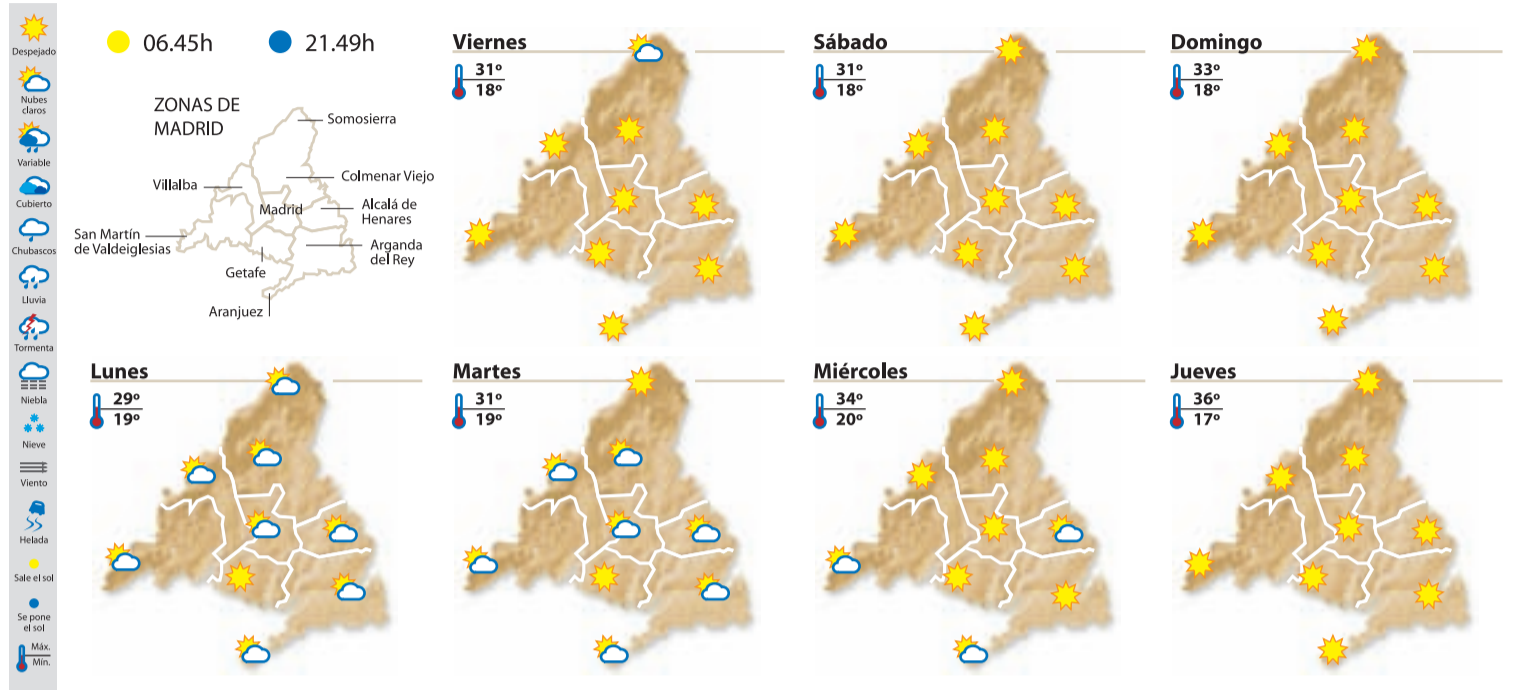 Despejado
Nubes
claros
Variable
Cubierto
Chubascos
Lluvia
Tormenta
Niebla
Nieve
Viento
Helada
Sale el sol
Se pone
el sol
Máx.
Mín.
06.45h
21.49h
ZONAS DE
MADRID
Somosierra
Colmenar Viejo
Villalba
Madrid
Alcalá de
Henares
San Martín
de Valdeiglesias
Arganda
del Rey
Getafe
Aranjuez
Viernes
31º
18º
Sábado
31º
18º
Domingo
33º
18º
Lunes
29º
19º
Martes
31º
19º
Miércoles
34º
20º
Jueves
36º
17º